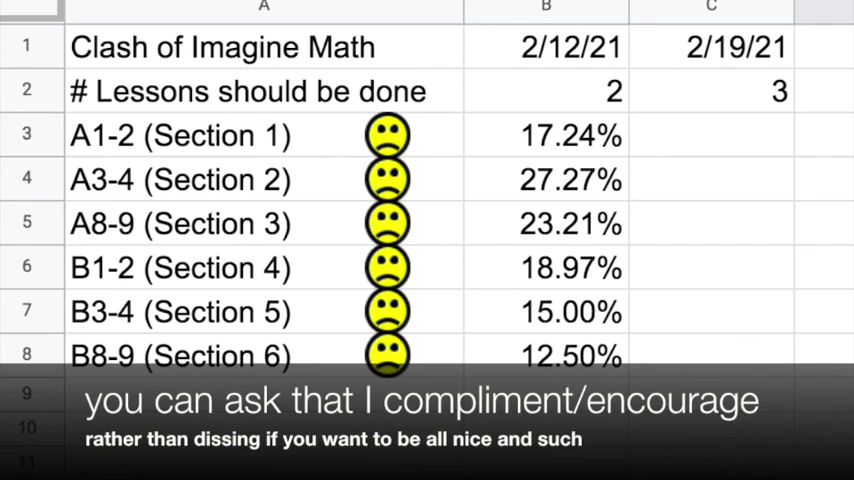 A B C
1 Clash of Imagine Math 2/12/21 2/19/21
2 # Lessons should be done 2 3
3 A1-2 (Section 1) 17.24%
4 A3-4 (Section 2) 27.27%
5 A8-9 (Section 3) 23.21%
6 B1-2 (Section 4) 18.97%
7 B3-4 (Section 5) 15.00%
8 B8-9 (Section 6) 12.50%
9
you can ask that I compliment/encourage
10
rather than dissing if you want to be all nice and such
11